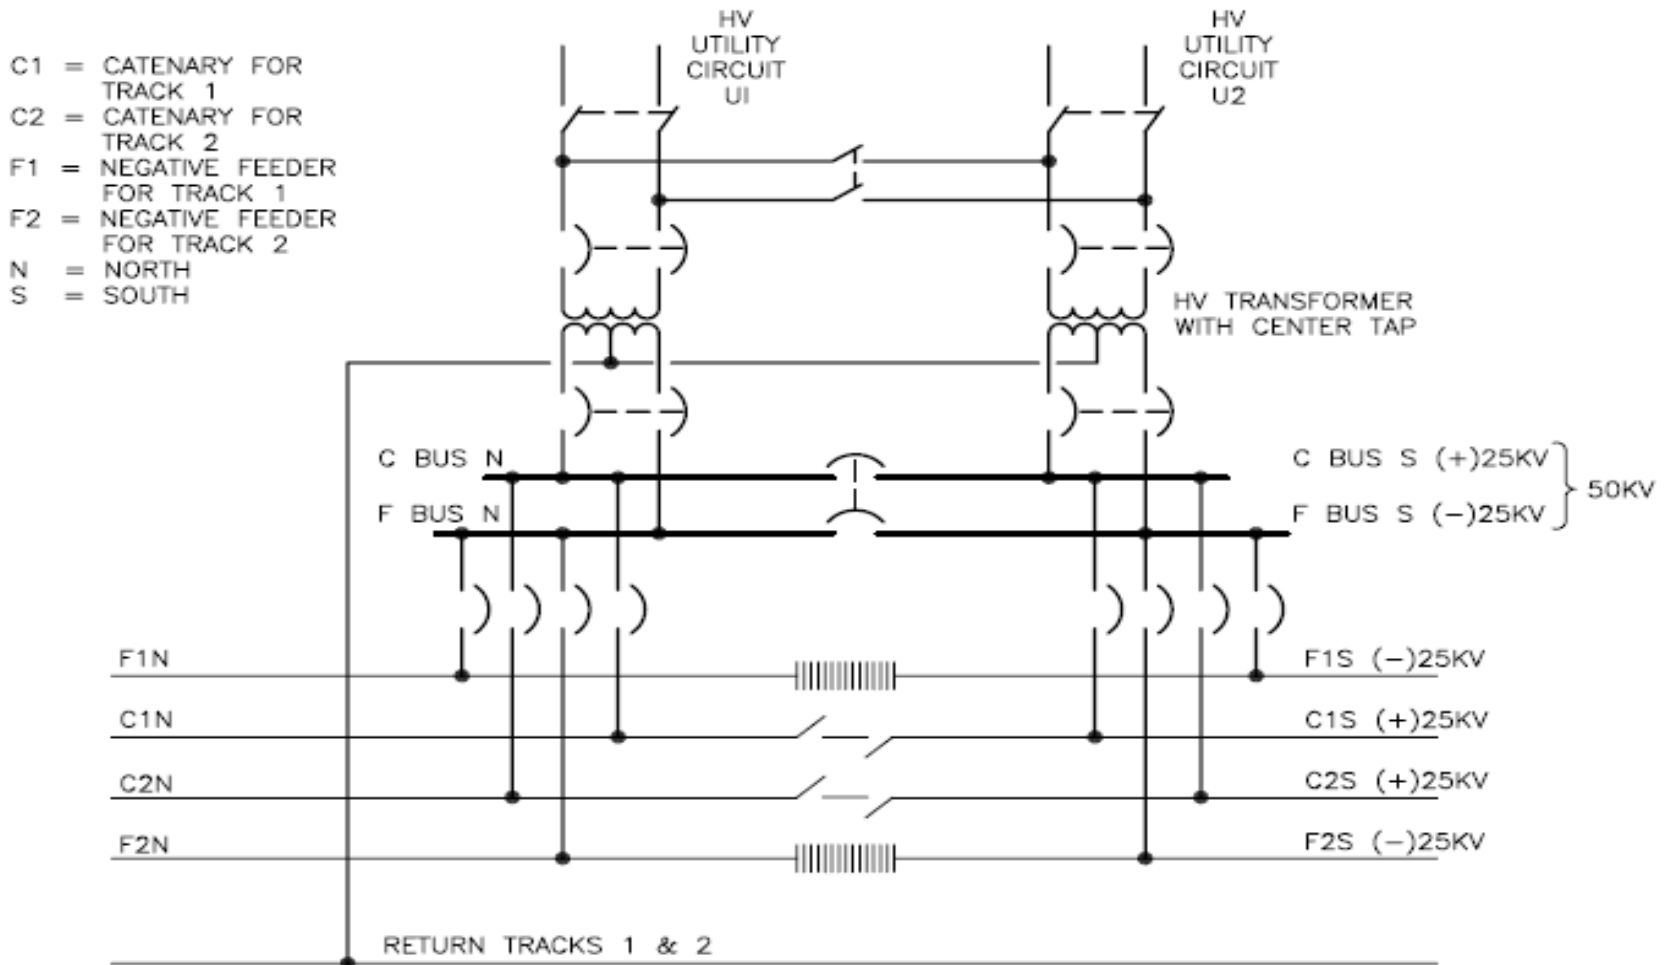 HV
UTILITY
CIRCUIT
U1
HV
UTILITY
CIRCUIT
U2
C1 = CATENARY FOR
TRACK 1
C2 = CATENARY FOR
TRACK 2
F1 = NEGATIVE FEEDER
FOR TRACK 1
F2 = NEGATIVE FEEDER
FOR TRACK 2
N = NORTH
S = SOUTH
HV TRANSFORMER
WITH CENTER TAP
C BUS N
C BUS S (+)25KV
50KV
F BUS N
F BUS S (-)25KV
F1N
F1S (-)25KV
C1N
C1S (+)25KV
C2N
C2S (+)25KV
F2N
F2S (-)25KV
RETURN TRACKS 1 & 2